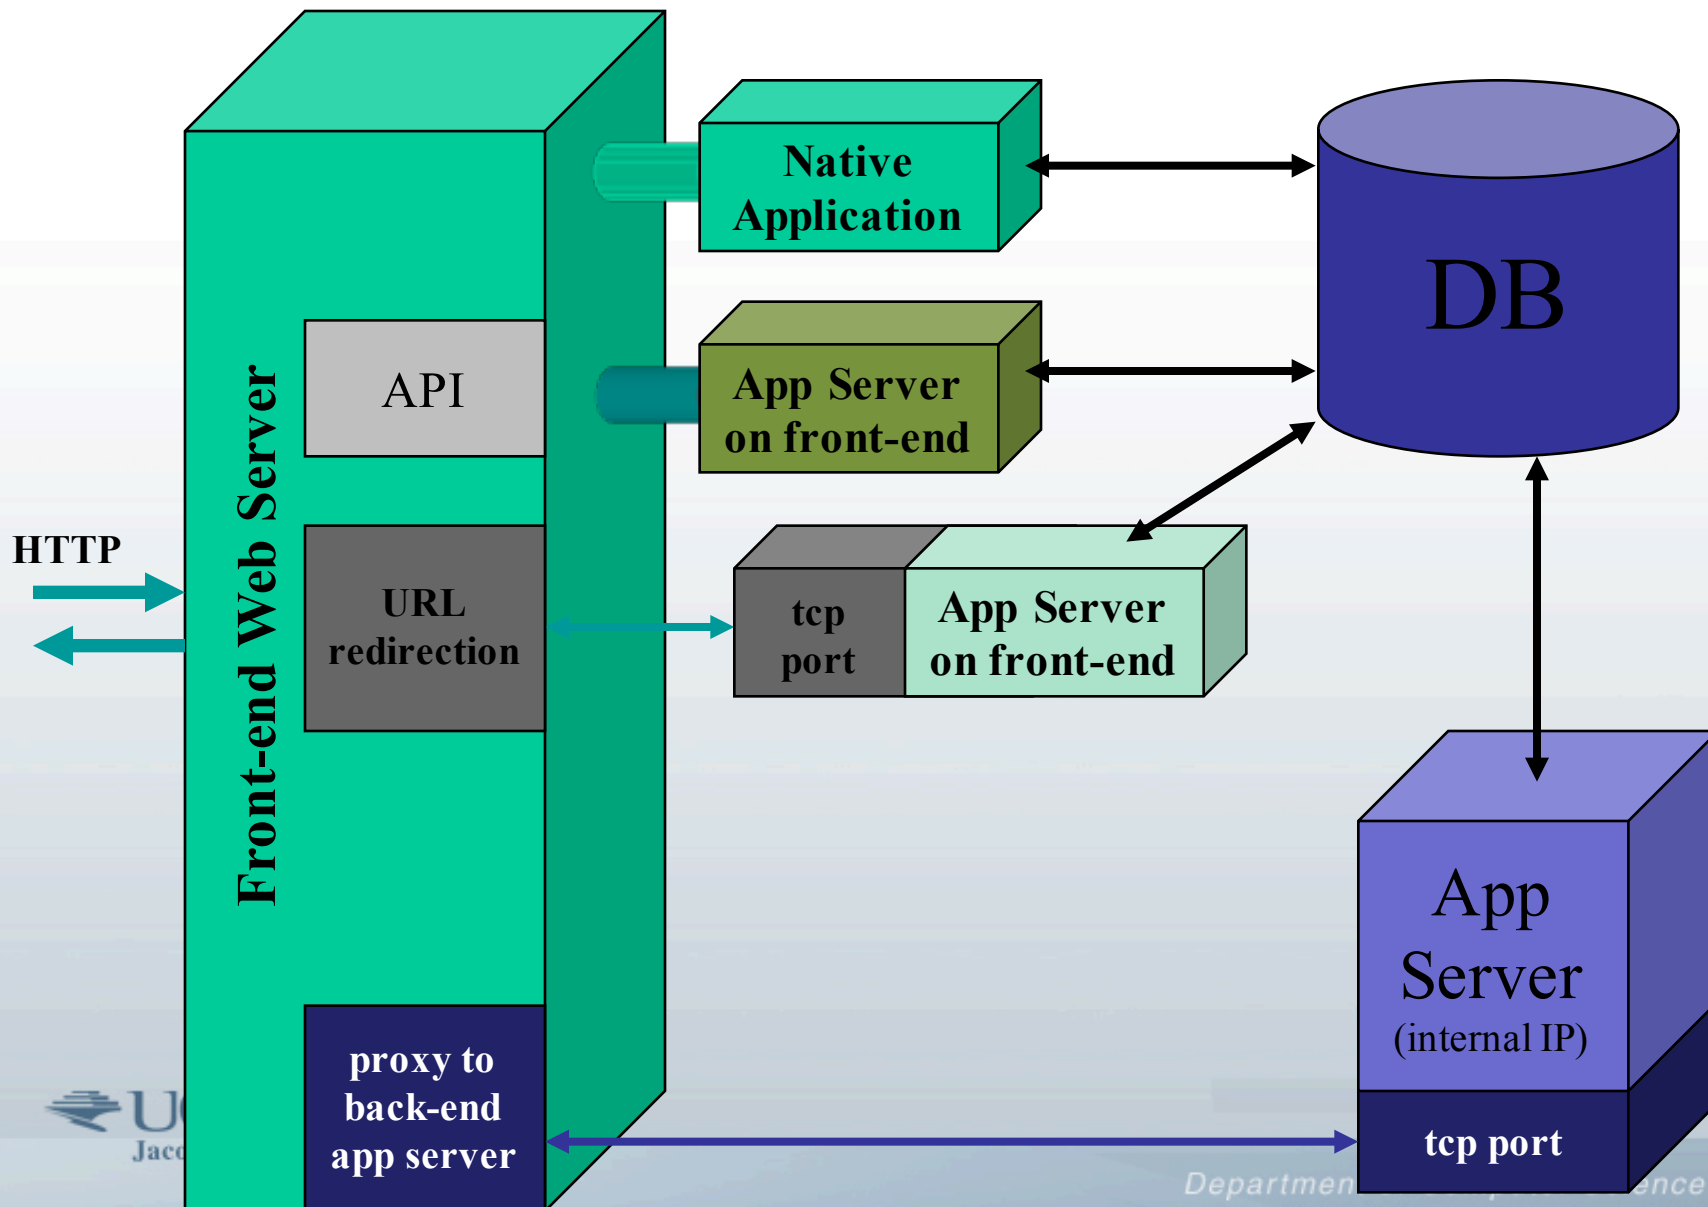 Native
Application
DB
API
App Server
on front-end
Front-end Web Server
HTTP
URL
redirection
tcp
port
App Server
on front-end
App
Server
(internal IP)
proxy to
back-end
app server
tcp port